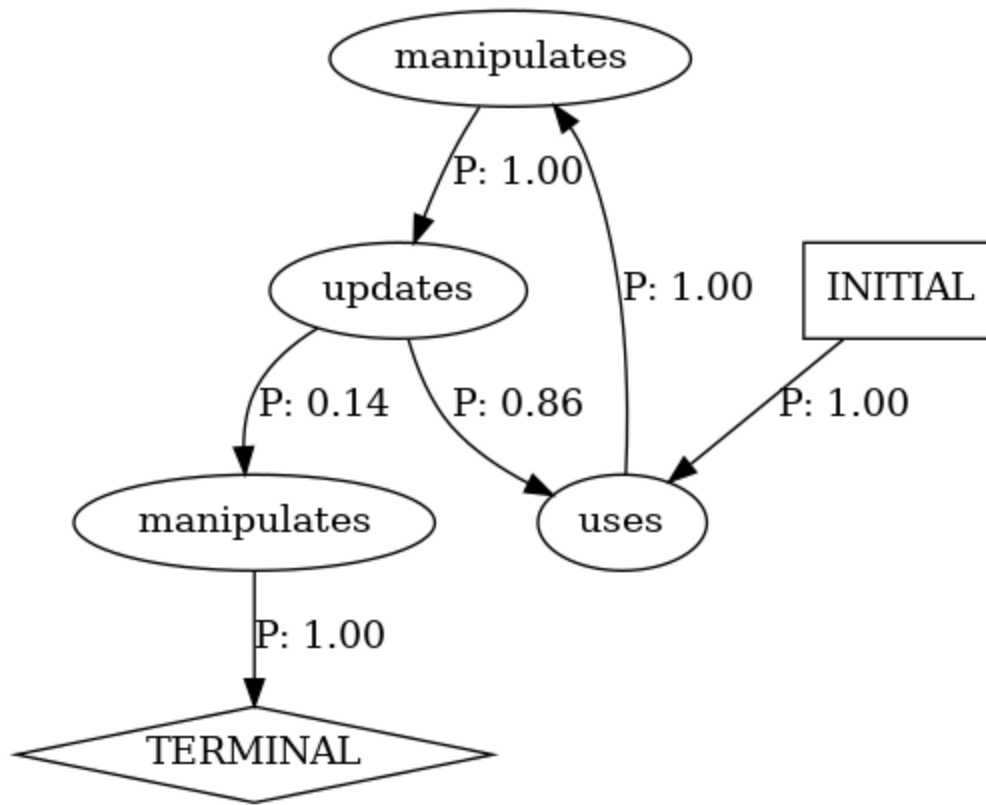 manipulates
P: 1.00
updates
P: 1.00
INITIAL
P: 0.14
P: 0.86
P: 1.00
manipulates
uses
P: 1.00
TERMINAL